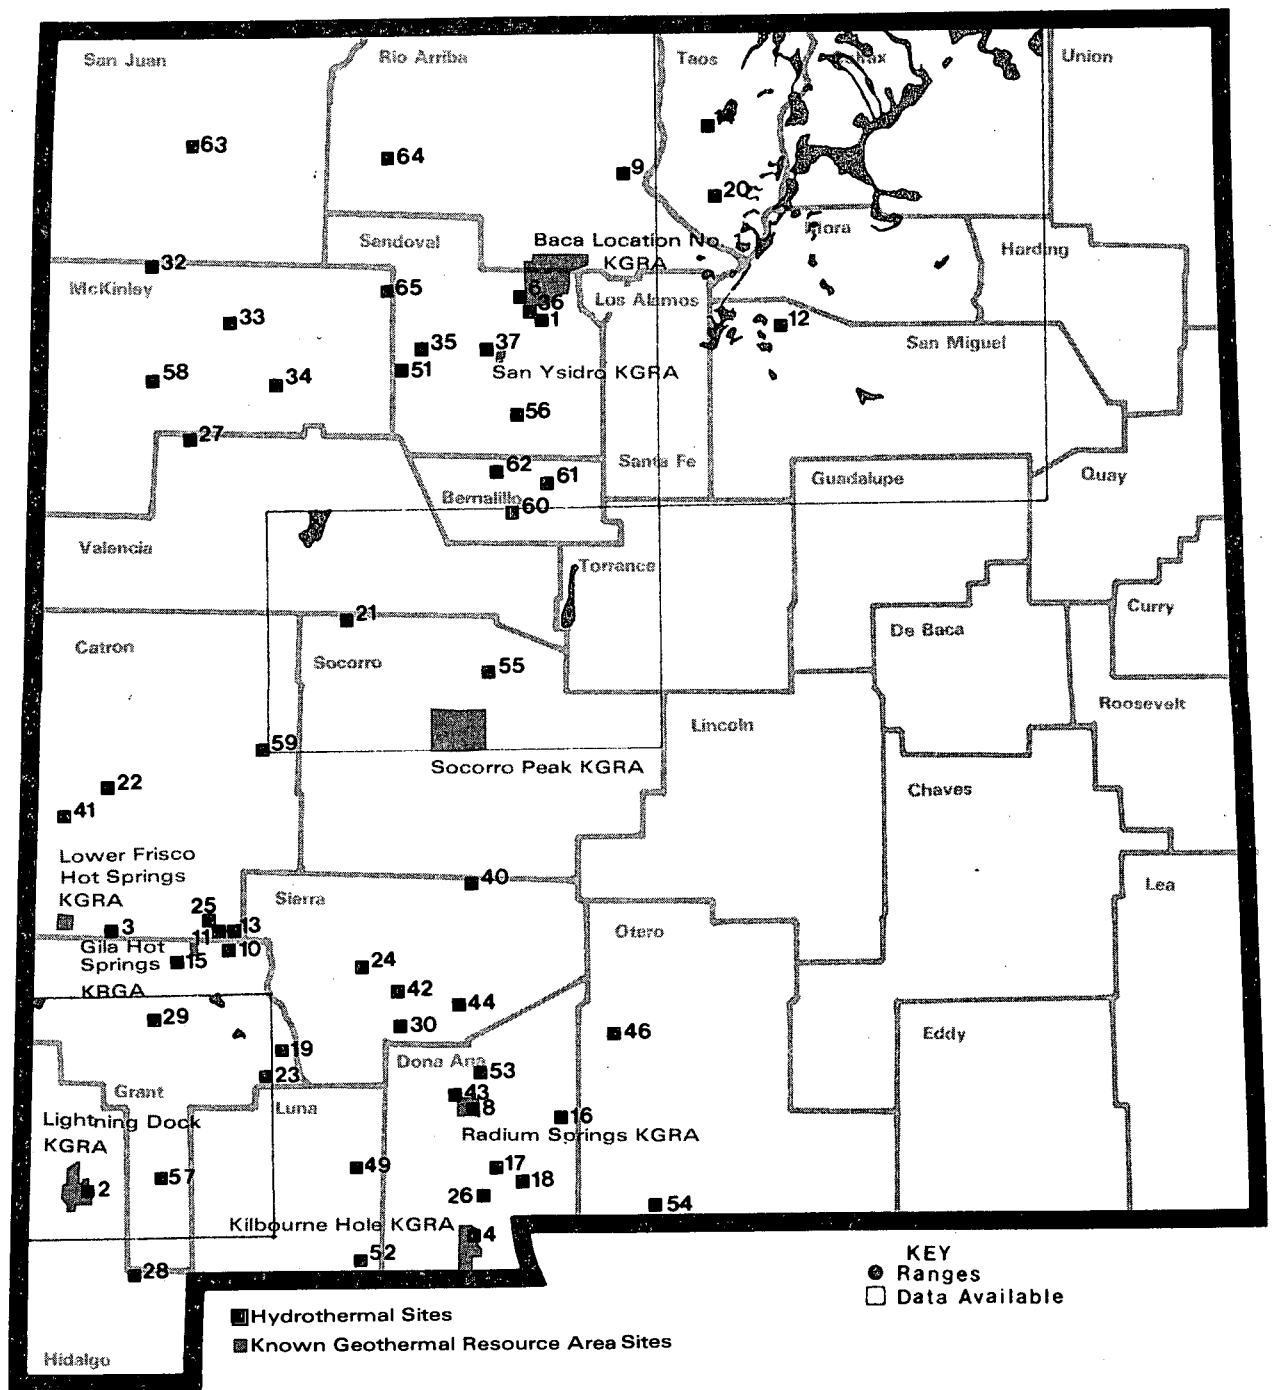 San Juan
Rio Arriba
Taos
Union
63
64
9
14
20
Baca Location No. 1
KGRA
Sandoval
Mora
Harding
32
McKinley
65
6
36
1
Los Alamos
12
33
San Miguel
35
37
58
34
51
San Ysidro KGRA
56
27
62
61
Santa Fe
Guadalupe
Quay
Bernalillo
60
Valencia
Torrance
21
Curry
De Baca
Catron
Socorro
55
Roosevelt
Lincoln
59
Socorro Peak KGRA
22
Chaves
41
Lower Frisco
Hot Springs
KGRA
40
Lea
Sierra
25
3
11
13
Otero
Gila Hot
10
Springs
15
24
KRGA
42
44
29
30
46
Eddy
19
Dona Ana
53
23
Grant
43
Luna
8
16
Lightning Dock
KGRA
Radium Springs KGRA
2
57
49
17
18
26
54
Kilbourne Hole KGRA
4
52
28
KEY
Ranges
Data Available
Hydrothermal Sites
Known Geothermal Resource Area Sites
Hidalgo